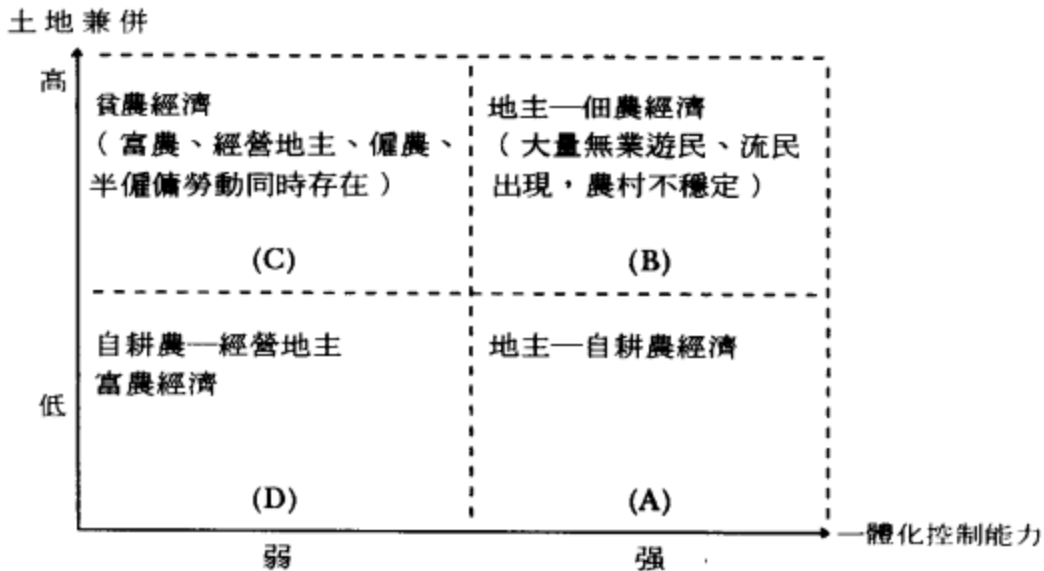 土地兼併
高
貧農經濟
（富農、經營地主、僱農、
半僱傭勞動同時存在）
(C)
地主—佃農經濟
（大量無業遊民、流民
出現，農村不穩定）
(B)
低
自耕農—經營地主
富農經濟
(D)
地主—自耕農經濟
(A)
弱
强
一體化控制能力